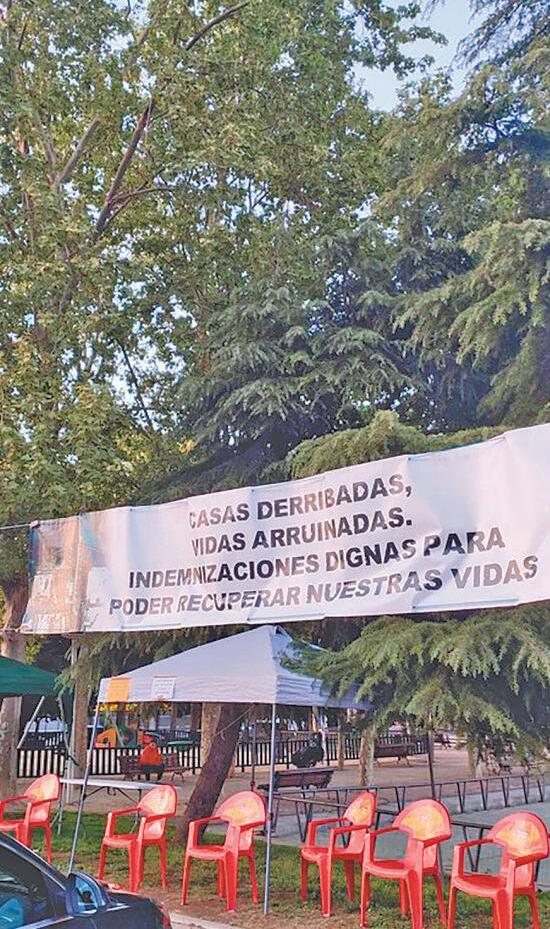 CASAS DERRIBADAS,
VIDAS ARRUINADAS.
INDEMNIZACIONES DIGNAS PARA
PODER RECUPERAR NUESTRAS VIDAS